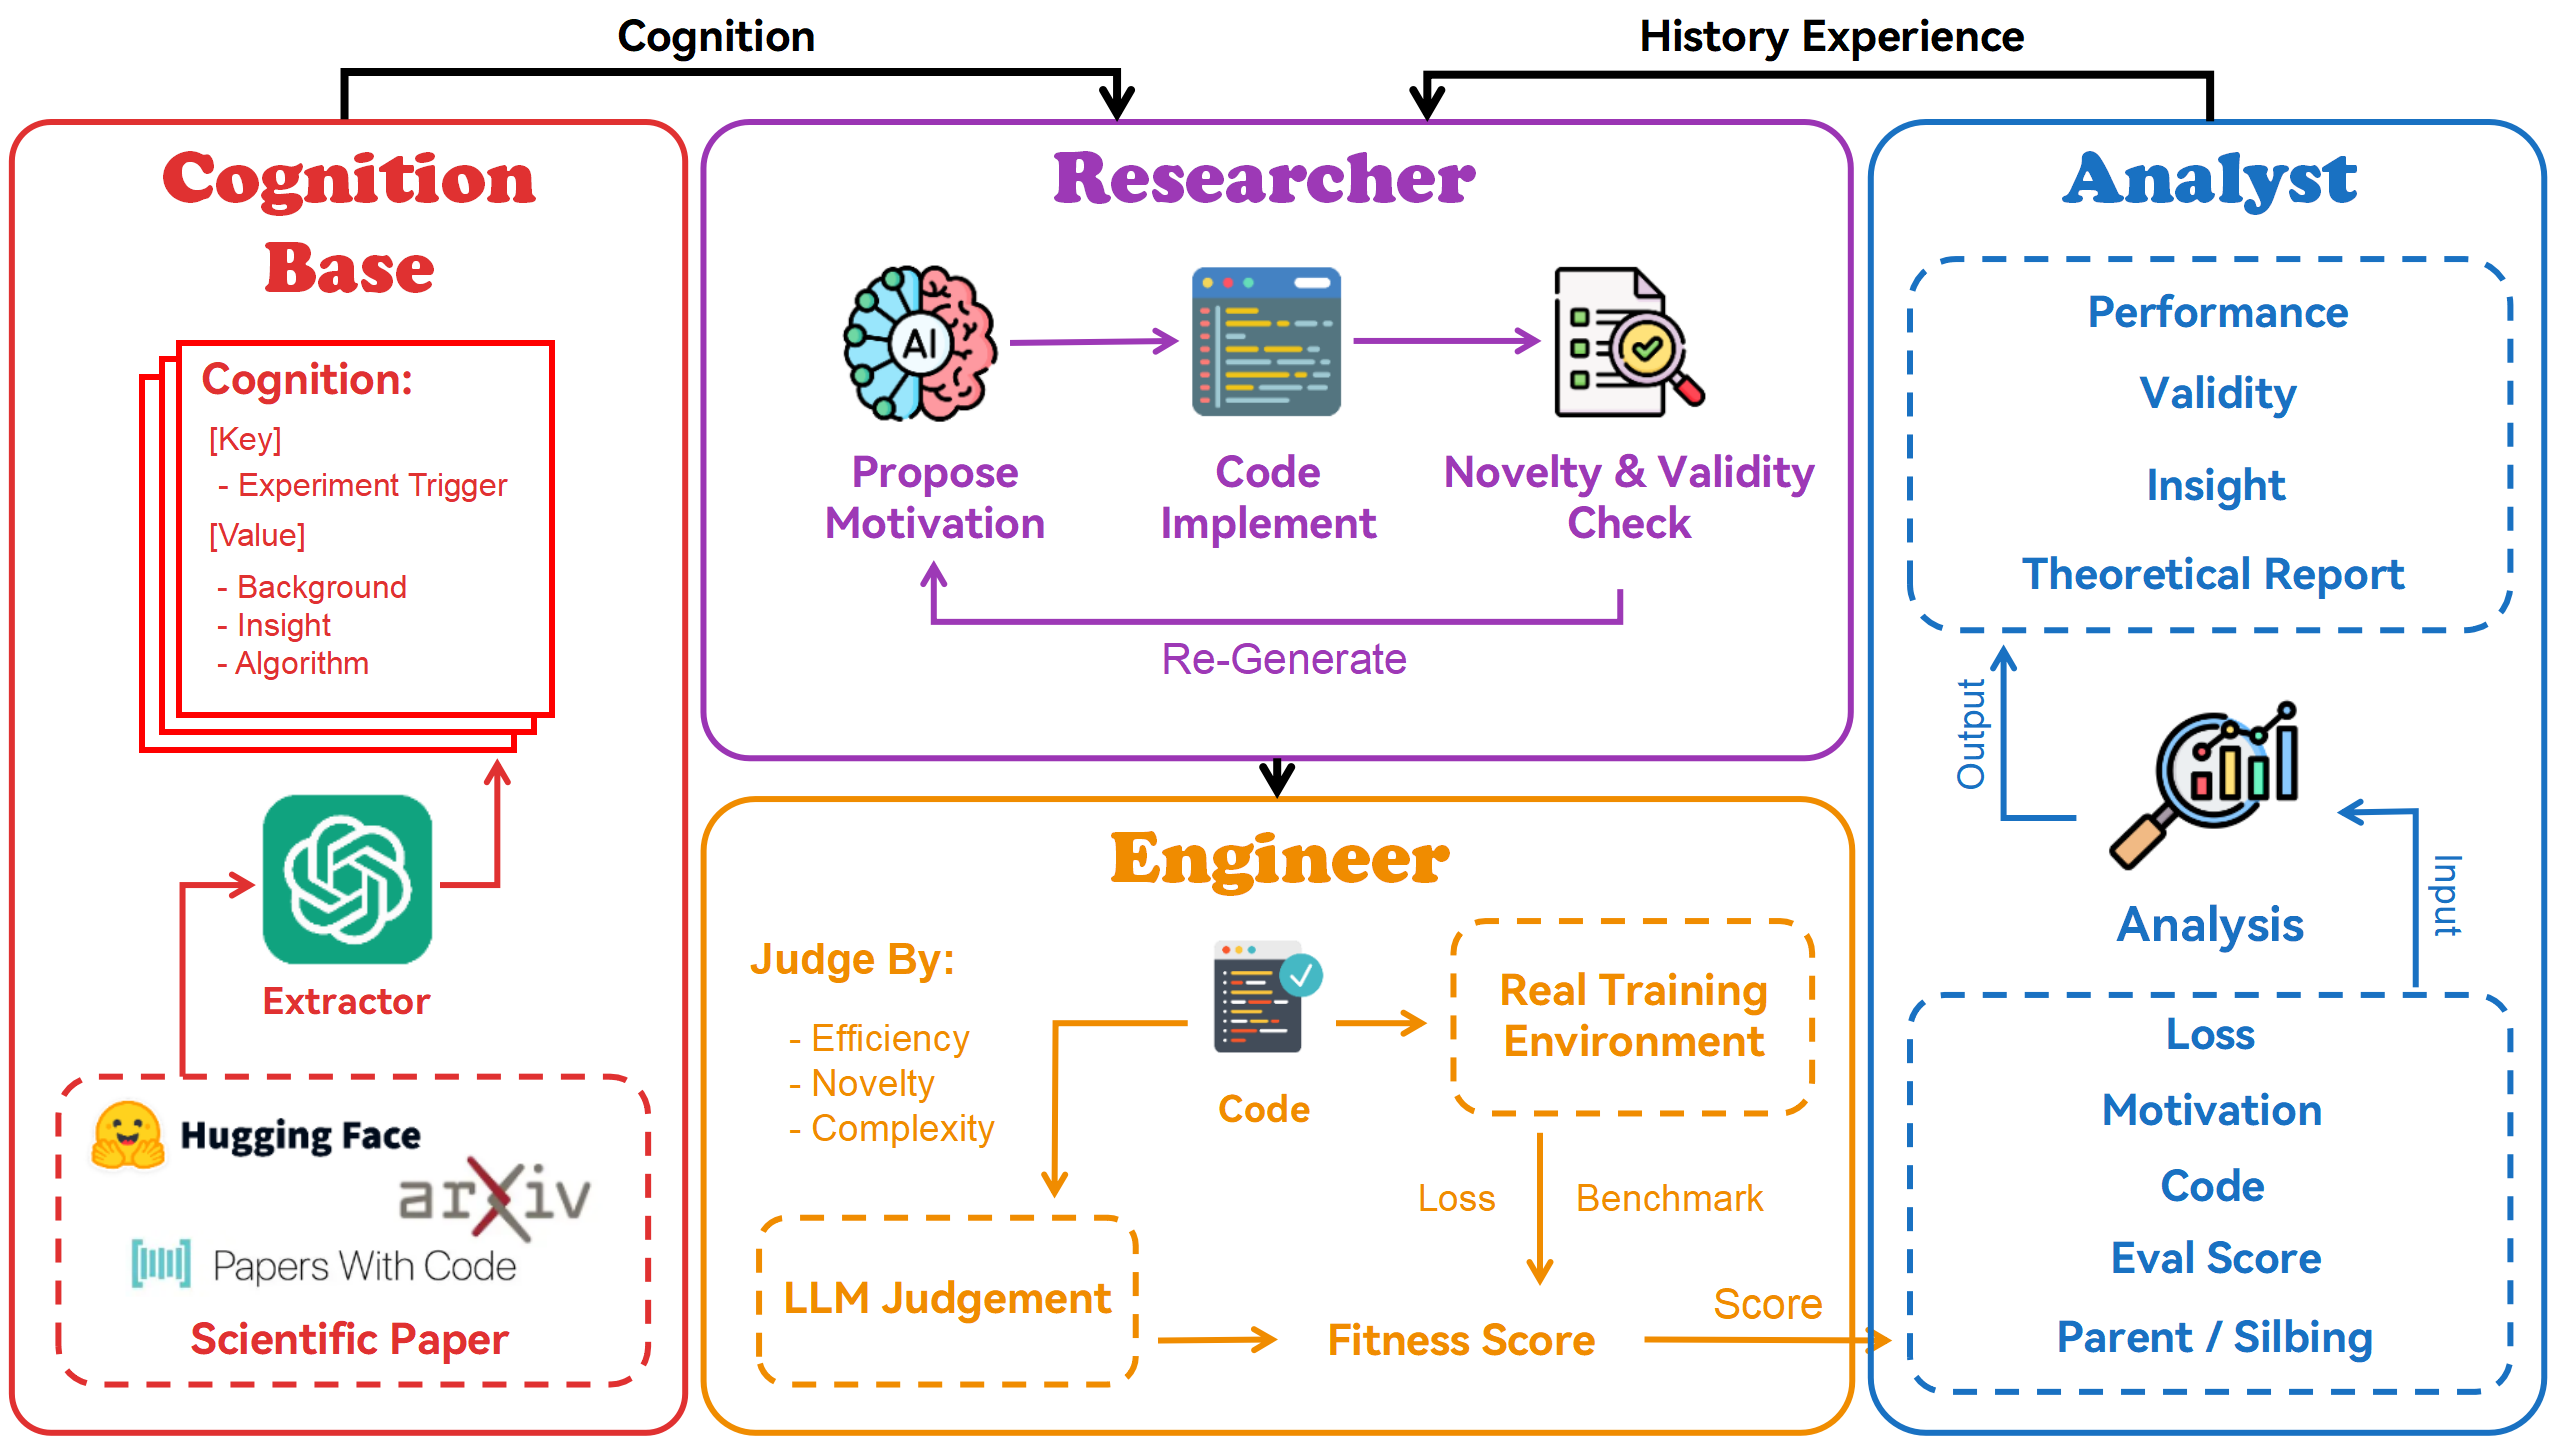 Cognition
History Experience
Cognition
Base
Cognition:
[Key]
- Experiment Trigger
[Value]
- Background
- Insight
- Algorithm
Extractor
Hugging Face
arXiv
Papers With Code
Scientific Paper
Researcher
AI
Propose
Motivation
Code
Implement
Novelty & Validity
Check
Re-Generate
Engineer
Judge By:
- Efficiency
- Novelty
- Complexity
Code
Real Training
Environment
Loss
Benchmark
LLM Judgement
Fitness Score
Score
Analyst
Performance
Validity
Insight
Theoretical Report
Output
Analysis
Input
Loss
Motivation
Code
Eval Score
Parent / Silbing